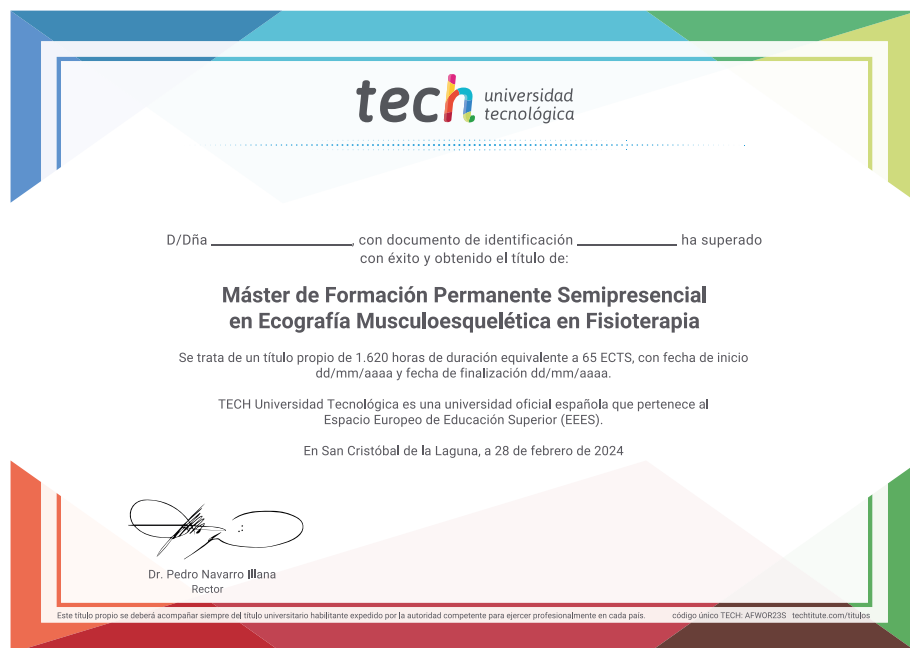 tech universidad
tecnológica
D/Dña ____________________, con documento de identificación ______________ ha superado
con éxito y obtenido el título de:
Máster de Formación Permanente Semipresencial
en Ecografía Musculoesquelética en Fisioterapia
Se trata de un título propio de 1.620 horas de duración equivalente a 65 ECTS, con fecha de inicio
dd/mm/aaaa y fecha de finalización dd/mm/aaaa.
TECH Universidad Tecnológica es una universidad oficial española que pertenece al
Espacio Europeo de Educación Superior (EEES).
En San Cristóbal de la Laguna, a 28 de febrero de 2024
Dr. Pedro Navarro Illana
Rector
Este título propio se deberá acompañar siempre del título universitario habilitante expedido por la autoridad competente para ejercer profesionalmente en cada país. código único TECH: AFWOR23S techtitute.com/titulos